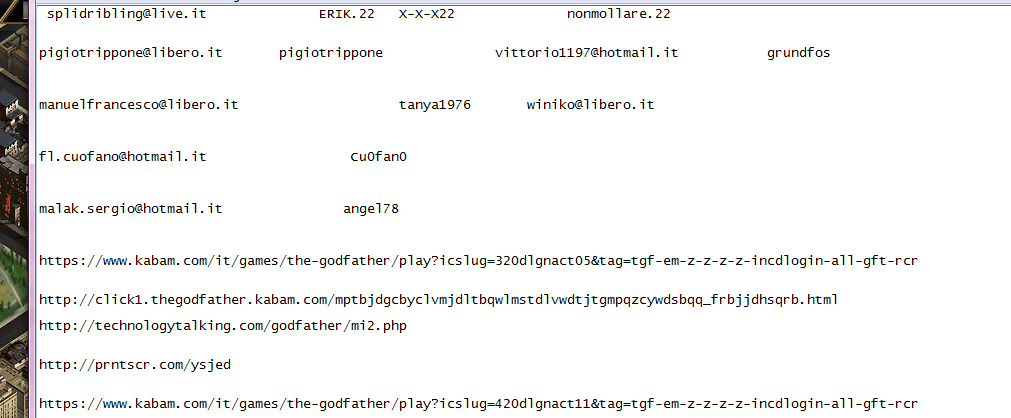 splidribling@live.it ERIK.22 X-X-X22 nonmollare.22
pigiotrippone@libero.it pigiotrippone vittorio1197@hotmail.it grundfos
manuelfrancesco@libero.it tanya1976 winiko@libero.it
fl.cuofano@hotmail.it Cu0fan0
malak.sergio@hotmail.it angel78
https://www.kabam.com/it/games/the-godfather/play?icslug=320dlgnact05&tag=tgf-em-z-z-z-z-incdlogin-all-gft-rcr
http://click1.thegodfather.kabam.com/mptbjdgcbyclvmjdltbqwlmstdlvwdtjtgmpqzcywdsbqq_frbjjdhsqrb.html
http://technologytalking.com/godfather/mi2.php
http://prntscr.com/ysjed
https://www.kabam.com/it/games/the-godfather/play?icslug=420dlgnact11&tag=tgf-em-z-z-z-z-incdlogin-all-gft-rcr